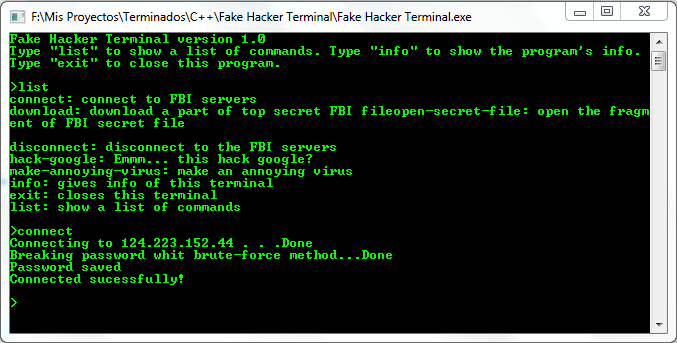 F:\Mis Proyectos\Terminados\C++\Fake Hacker Terminal\Fake Hacker Terminal.exe
Fake Hacker Terminal version 1.0
Type "list" to show a list of commands. Type "info" to show the program's info.
Type "exit" to close this program.
>list
connect: connect to FBI servers
download: download a part of top secret FBI fileopen-secret-file: open the fragm
ent of FBI secret file
disconnect: disconnect to the FBI servers
hack-google: Emmm... this hack google?
make-annoying-virus: make an annoying virus
info: gives info of this terminal
exit: closes this terminal
list: show a list of commands
>connect
Connecting to 124.223.152.44 . . .Done
Breaking password whit brute-force method...Done
Password saved
Connected sucessfully!
>